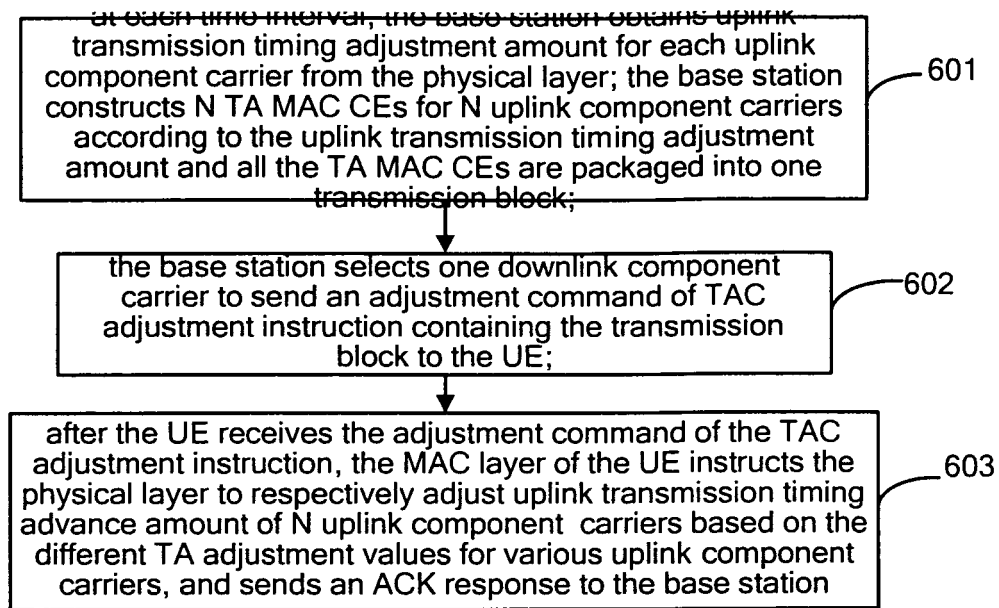 at each time interval, the base station obtains uplink
transmission timing adjustment amount for each uplink
component carrier from the physical layer; the base station
constructs N TA MAC CEs for N uplink component carriers
according to the uplink transmission timing adjustment
amount and all the TA MAC CEs are packaged into one
transmission block;
601
the base station selects one downlink component
carrier to send an adjustment command of TAC
adjustment instruction containing the transmission
block to the UE;
602
after the UE receives the adjustment command of the TAC
adjustment instruction, the MAC layer of the UE instructs the
physical layer to respectively adjust uplink transmission timing
advance amount of N uplink component carriers based on the
different TA adjustment values for various uplink component
carriers, and sends an ACK response to the base station
603